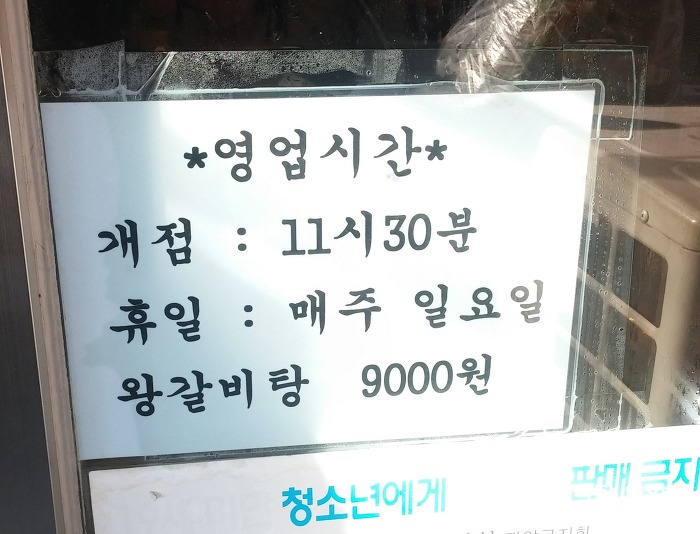 *영업시간*
개점 : 11시30분
휴일 : 매주 일요일
왕갈비탕 9000원
청소년에게 판매 금지